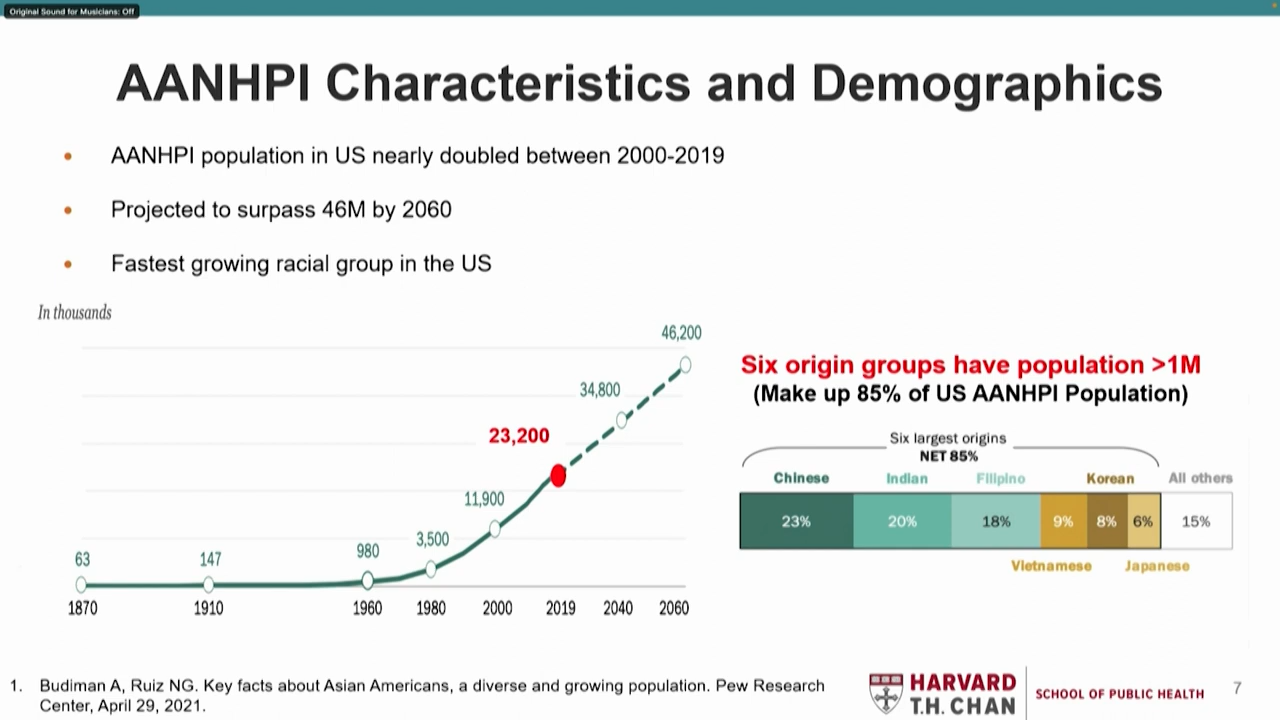 Original Sound for Musicians: Off
AANHPI Characteristics and Demographics
• AANHPI population in US nearly doubled between 2000-2019
• Projected to surpass 46M by 2060
• Fastest growing racial group in the US
In thousands
46,200
34,800
23,200
11,900
3,500
980
147
63
1870 1910 1960 1980 2000 2019 2040 2060
Six origin groups have population >1M
(Make up 85% of US AANHPI Population)
Six largest origins
NET 85%
Chinese Indian Filipino Korean All others
23% 20% 18% 9% 8% 6% 15%
Vietnamese Japanese
1. Budiman A, Ruiz NG. Key facts about Asian Americans, a diverse and growing population. Pew Research
Center, April 29, 2021.
HARVARD
T.H. CHAN
SCHOOL OF PUBLIC HEALTH
7